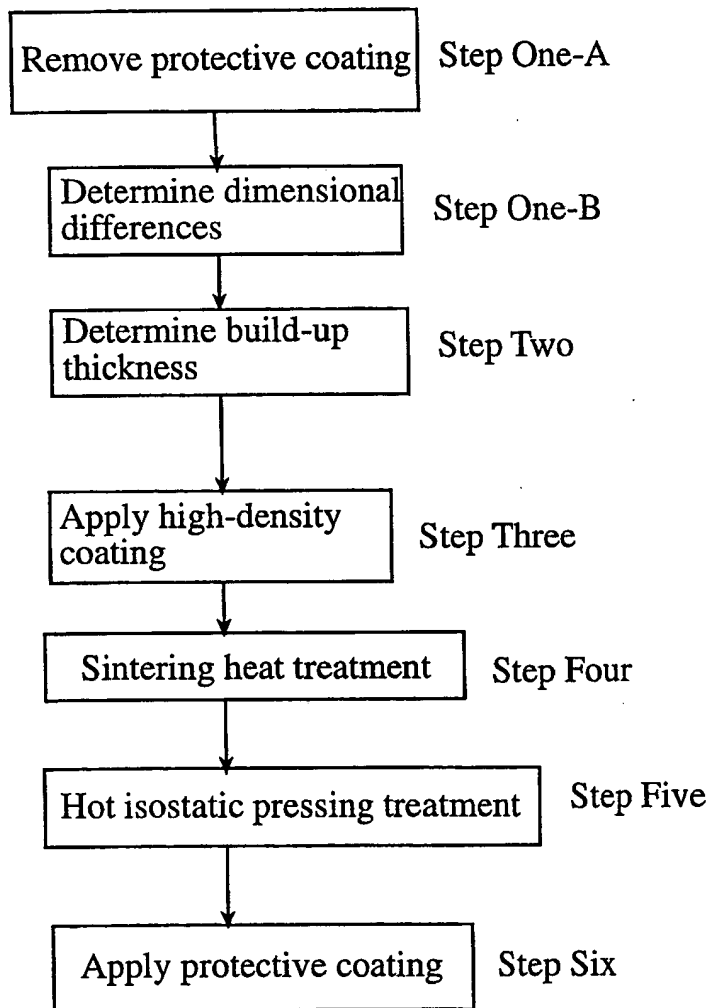 Remove protective coating Step One-A
Determine dimensional
differences
Step One-B
Determine build-up
thickness
Step Two
Apply high-density
coating
Step Three
Sintering heat treatment Step Four
Hot isostatic pressing treatment Step Five
Apply protective coating Step Six